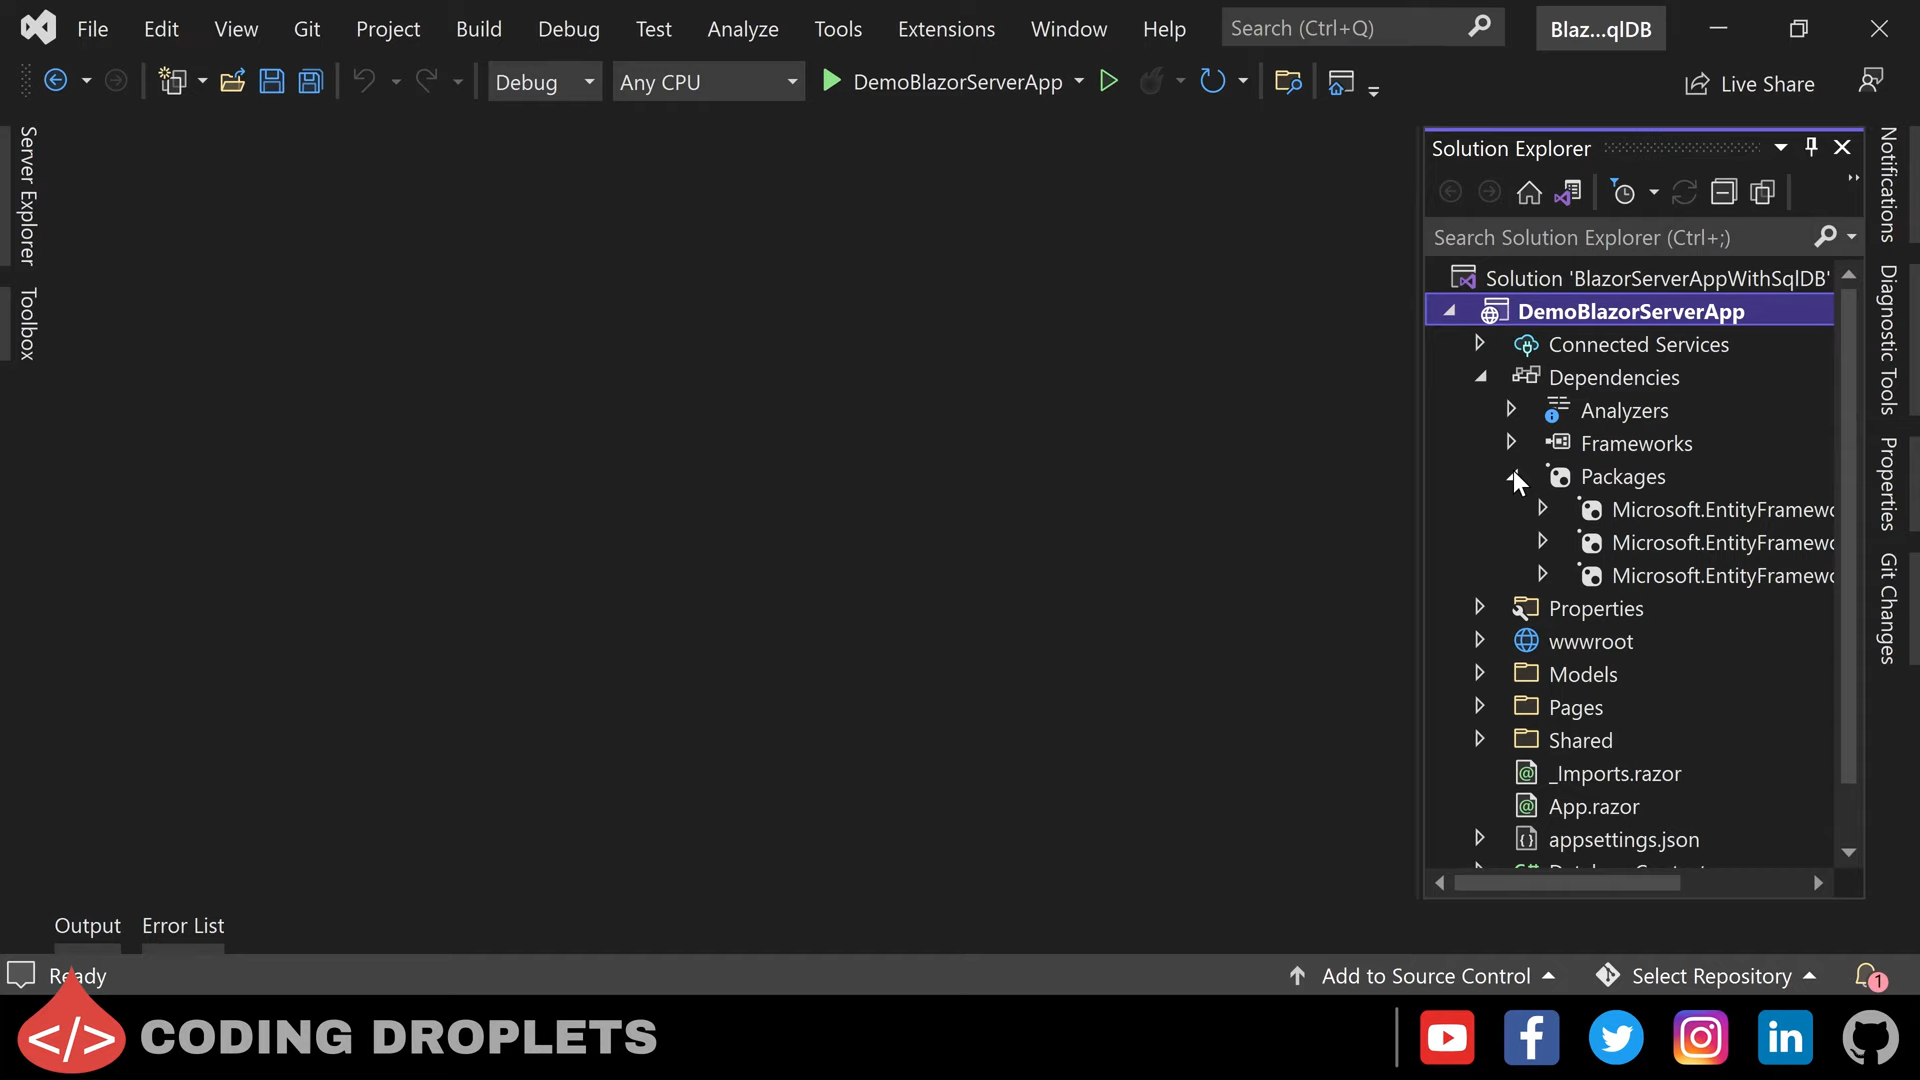 File Edit View Git Project Build Debug Test Analyze Tools Extensions Window Help Search (Ctrl+Q) Blaz...qlDB
Debug Any CPU DemoBlazorServerApp Live Share
Server Explorer
Toolbox
Solution Explorer
Search Solution Explorer (Ctrl+;)
Solution 'BlazorServerAppWithSqlDB'
DemoBlazorServerApp
Connected Services
Dependencies
Analyzers
Frameworks
Packages
Microsoft.EntityFramewo
Microsoft.EntityFramewo
Microsoft.EntityFramewo
Properties
wwwroot
Models
Pages
Shared
_Imports.razor
App.razor
appsettings.json
Notifications
Diagnostic Tools
Properties
Git Changes
Output Error List
Ready Add to Source Control Select Repository 1
</> CODING DROPLETS